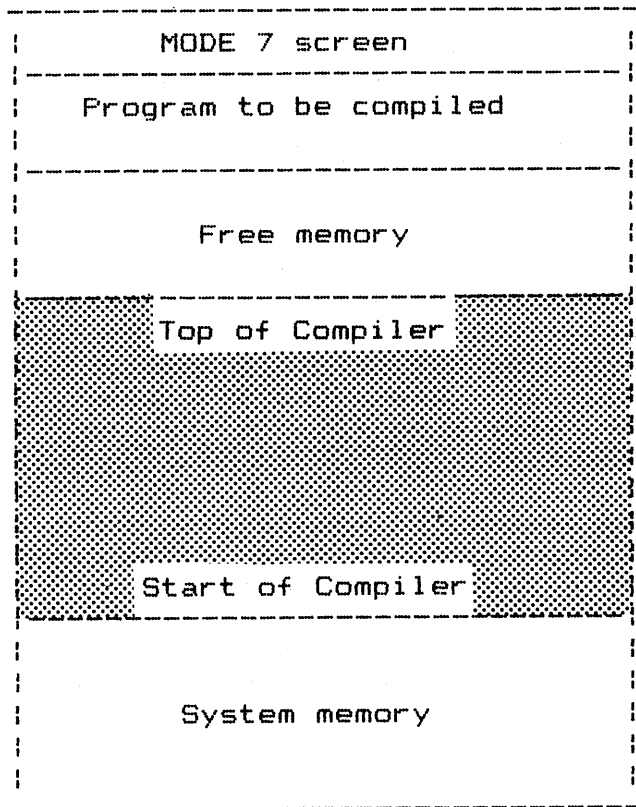 MODE 7 screen
Program to be compiled
Free memory
Top of Compiler
Start of Compiler
System memory